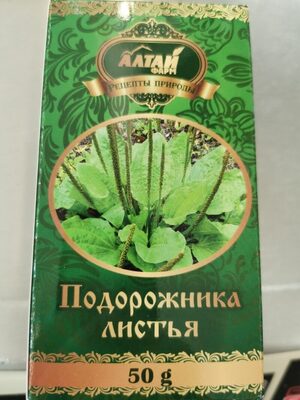 АЛТАЙ
ФАРМ
РЕЦЕПТЫ ПРИРОДЫ
Подорожника
листья
50 g